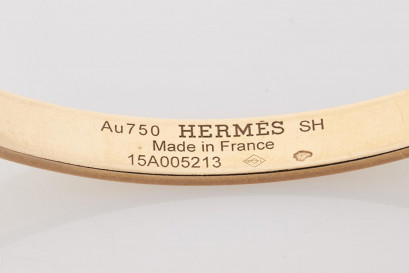 Au750 HERMÈS SH
Made in France
15A005213